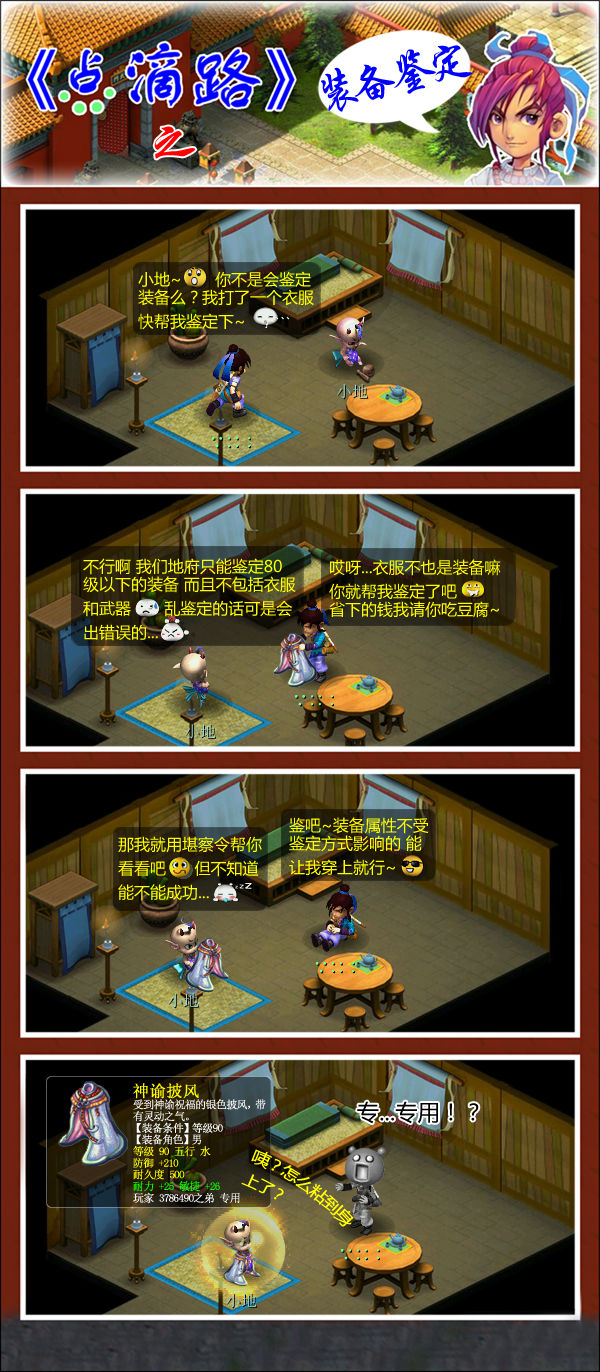 《点滴路》
之
装备鉴定
小地~ 你不是会鉴定
装备么？我打了一个衣服
快帮我鉴定下~
小地
不行啊 我们地府只能鉴定80
级以下的装备 而且不包括衣服
和武器 乱鉴定的话可是会
出错误的...
哎呀...衣服不也是装备嘛
你就帮我鉴定了吧
省下的钱我请你吃豆腐~
小地
那我就用堪察令帮你
看看吧 但不知道
能不能成功...
鉴吧~装备属性不受
鉴定方式影响的 能
让我穿上就行~
小地
神谕披风
受到神谕祝福的银色披风，带
有灵动之气。
【装备条件】等级90
【装备角色】男
等级 90 五行 水
防御 +210
耐久度 500
耐力 +25 敏捷 +26
玩家 3786490之弟 专用
专...专用！？
咦？怎么粘到身
上了？
小地